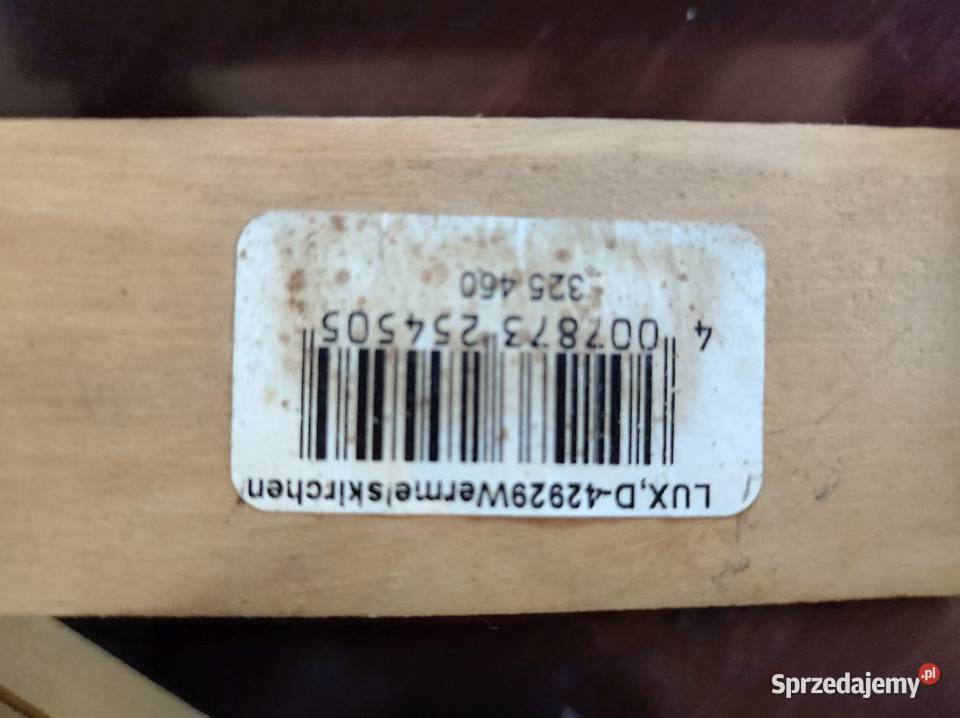 LUX,D-42929Wermelskirchen
4 007873 254505
325 460
Sprzedajemy.pl